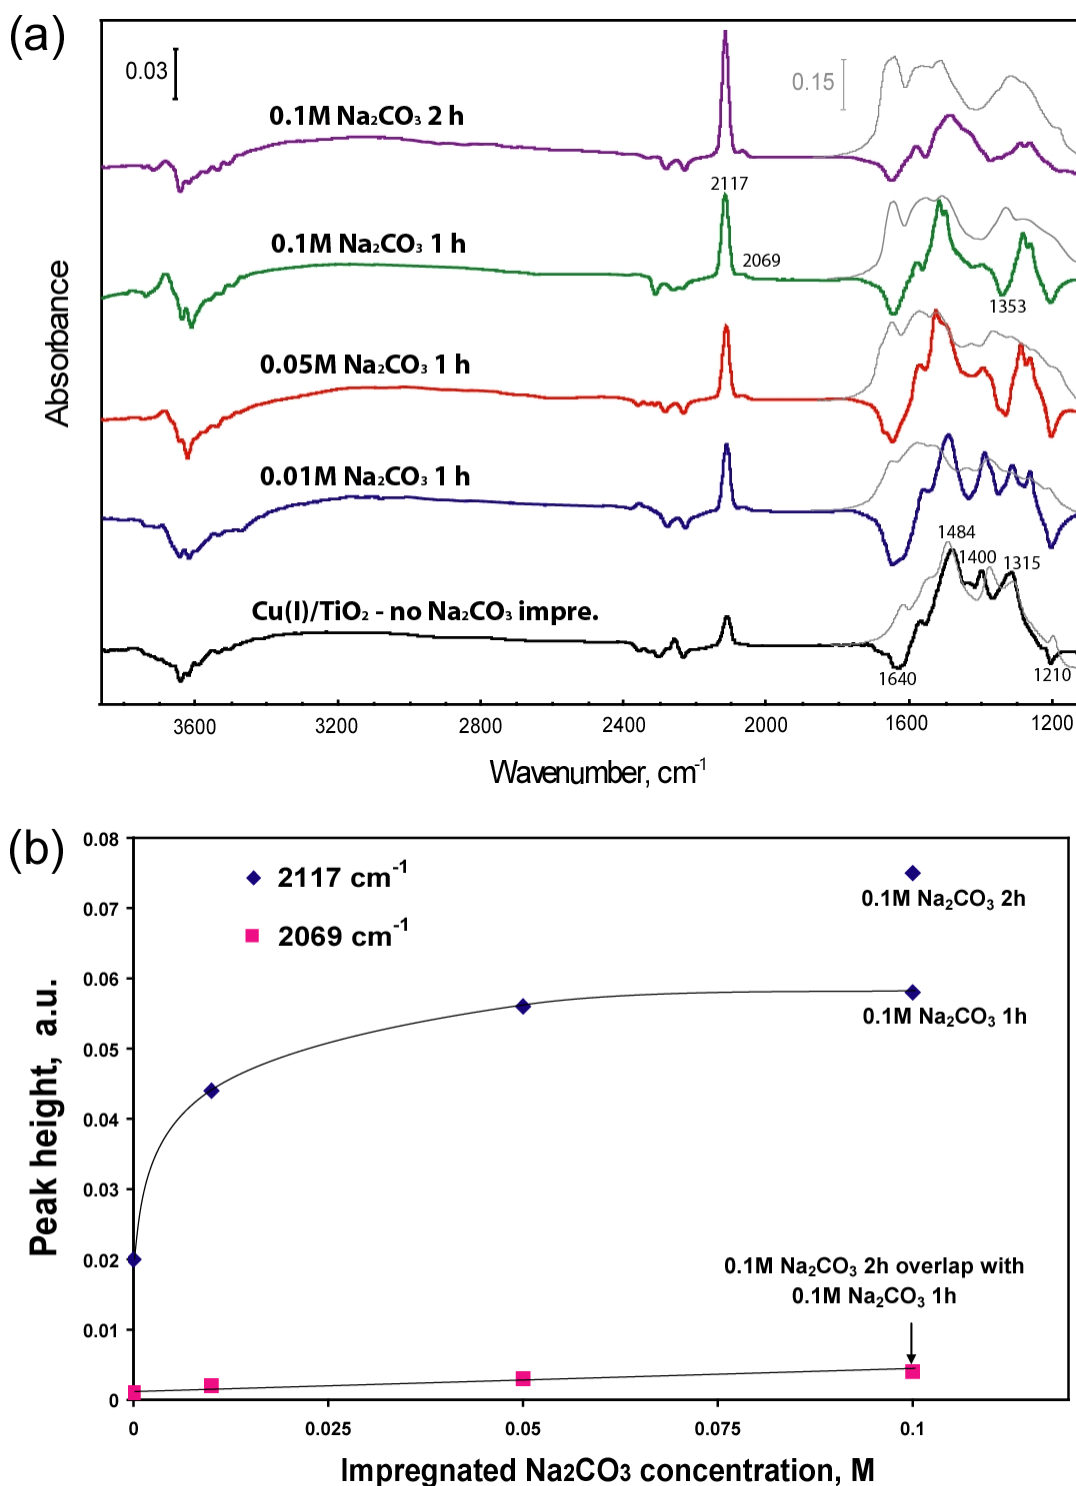 (a)
0.03
0.15
0.1M Na₂CO₃ 2 h
2117
0.1M Na₂CO₃ 1 h
2069
1353
0.05M Na₂CO₃ 1 h
0.01M Na₂CO₃ 1 h
1484
1400
1315
Cu(I)/TiO₂ - no Na₂CO₃ impre.
1640
1210
Absorbance
3600
3200
2800
2400
2000
1600
1200
Wavenumber, cm⁻¹
(b)
0.08
0.07
0.06
0.05
0.04
0.03
0.02
0.01
0
2117 cm⁻¹
2069 cm⁻¹
0.1M Na₂CO₃ 2h
0.1M Na₂CO₃ 1h
0.1M Na₂CO₃ 2h overlap with
0.1M Na₂CO₃ 1h
Peak height, a.u.
0
0.025
0.05
0.075
0.1
Impregnated Na₂CO₃ concentration, M